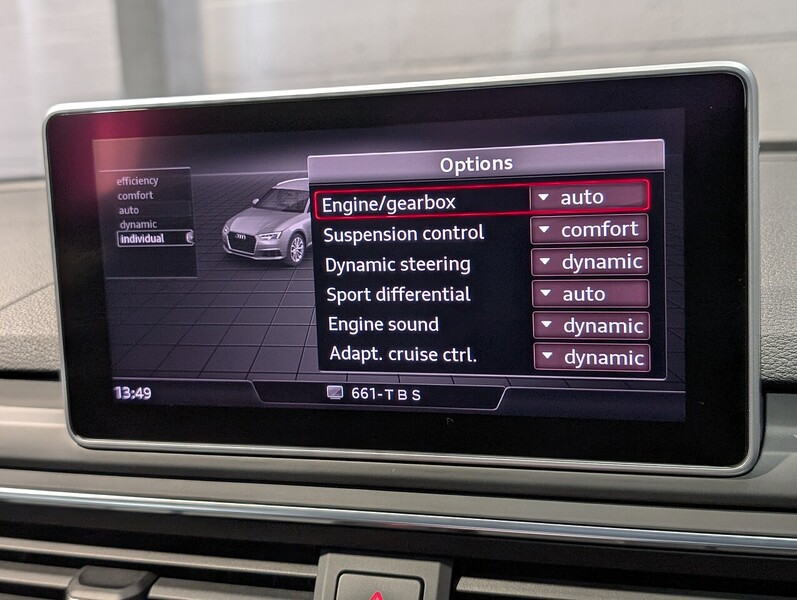 Options
efficiency
comfort
auto
dynamic
individual
Engine/gearbox auto
Suspension control comfort
Dynamic steering dynamic
Sport differential auto
Engine sound dynamic
Adapt. cruise ctrl. dynamic
13:49 661-TBS